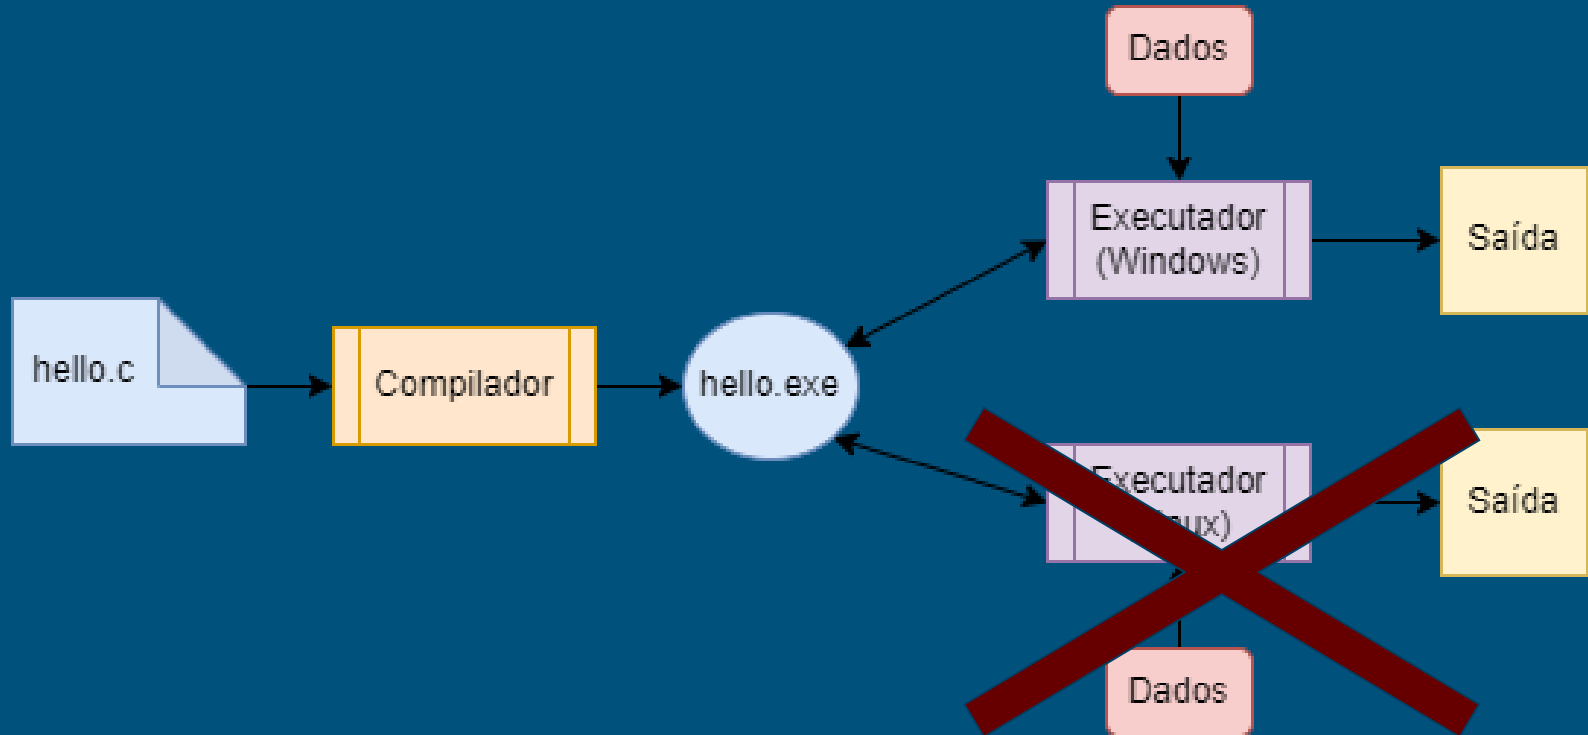 Dados
Executador
(Windows)
Saída
hello.c
Compilador
hello.exe
Executador
Saída
Dados